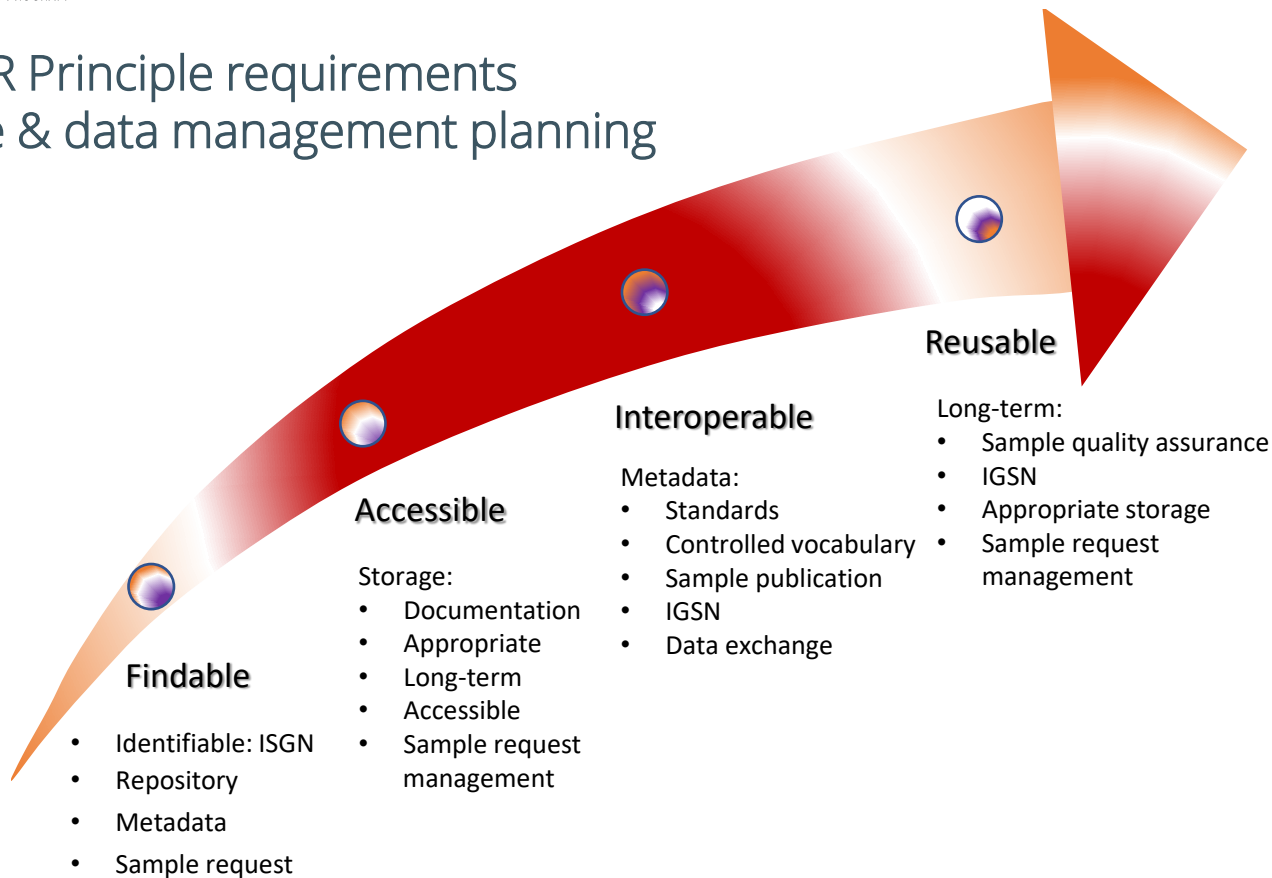 R Principle requirements
& data management planning
Reusable
Long-term:
• Sample quality assurance
• IGSN
• Appropriate storage
• Sample request
management
Interoperable
Metadata:
• Standards
• Controlled vocabulary
• Sample publication
• IGSN
• Data exchange
Accessible
Storage:
• Documentation
• Appropriate
• Long-term
• Accessible
• Sample request
management
Findable
• Identifiable: ISGN
• Repository
• Metadata
• Sample request